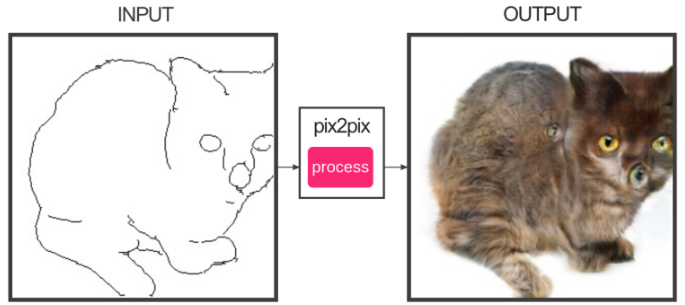 INPUT
OUTPUT
pix2pix
process